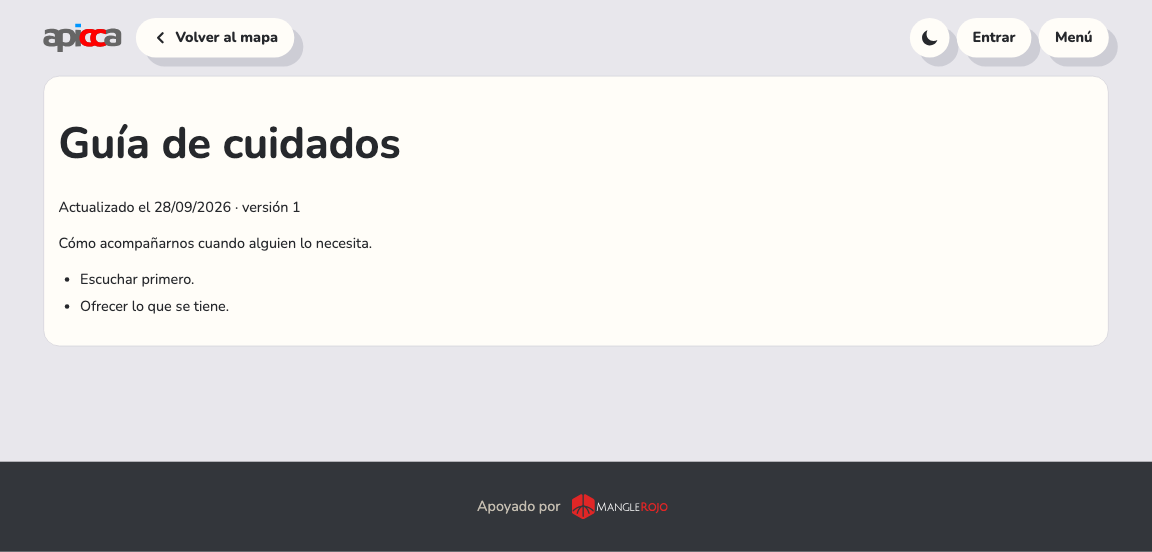 apicca
Volver al mapa
Entrar
Menú
Guía de cuidados
Actualizado el 28/09/2026 · versión 1
Cómo acompañarnos cuando alguien lo necesita.
• Escuchar primero.
• Ofrecer lo que se tiene.
Apoyado por
MANGLEROJO